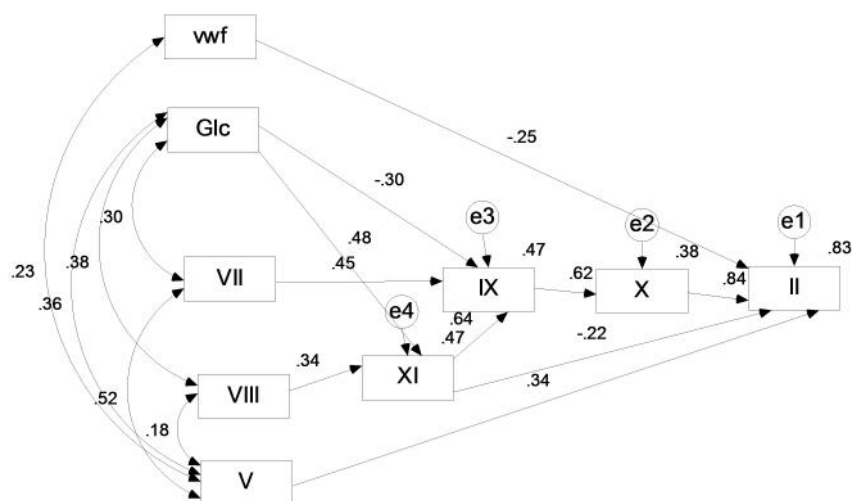 vwf
Glc
-.25
-.30
e3
e2
e1
.30
.48
.47
.38
.83
.23
.38
VII
.45
IX
.62
X
.84
II
.36
e4
.64
.47
-.22
.34
XI
.34
VIII
.52
.18
V